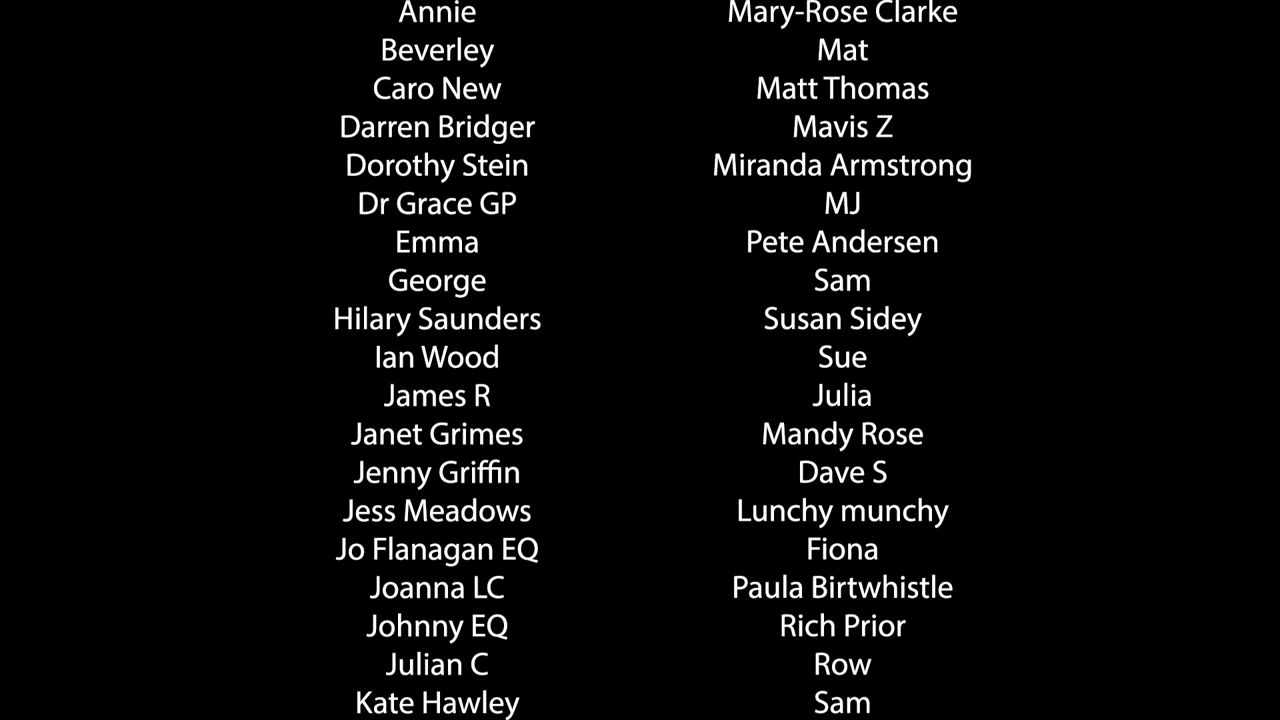 Annie
Beverley
Caro New
Darren Bridger
Dorothy Stein
Dr Grace GP
Emma
George
Hilary Saunders
Ian Wood
James R
Janet Grimes
Jenny Griffin
Jess Meadows
Jo Flanagan EQ
Joanna LC
Johnny EQ
Julian C
Kate Hawley
Mary-Rose Clarke
Mat
Matt Thomas
Mavis Z
Miranda Armstrong
MJ
Pete Andersen
Sam
Susan Sidey
Sue
Julia
Mandy Rose
Dave S
Lunchy munchy
Fiona
Paula Birtwhistle
Rich Prior
Row
Sam